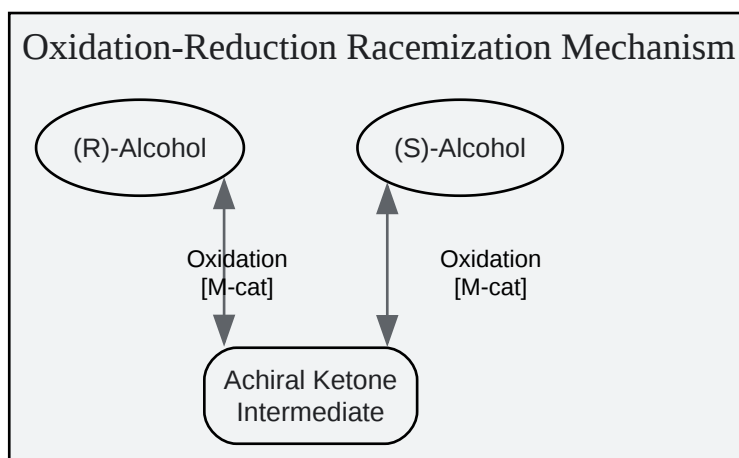 Oxidation-Reduction Racemization Mechanism
(R)-Alcohol
(S)-Alcohol
Oxidation
[M-cat]
Oxidation
[M-cat]
Achiral Ketone
Intermediate